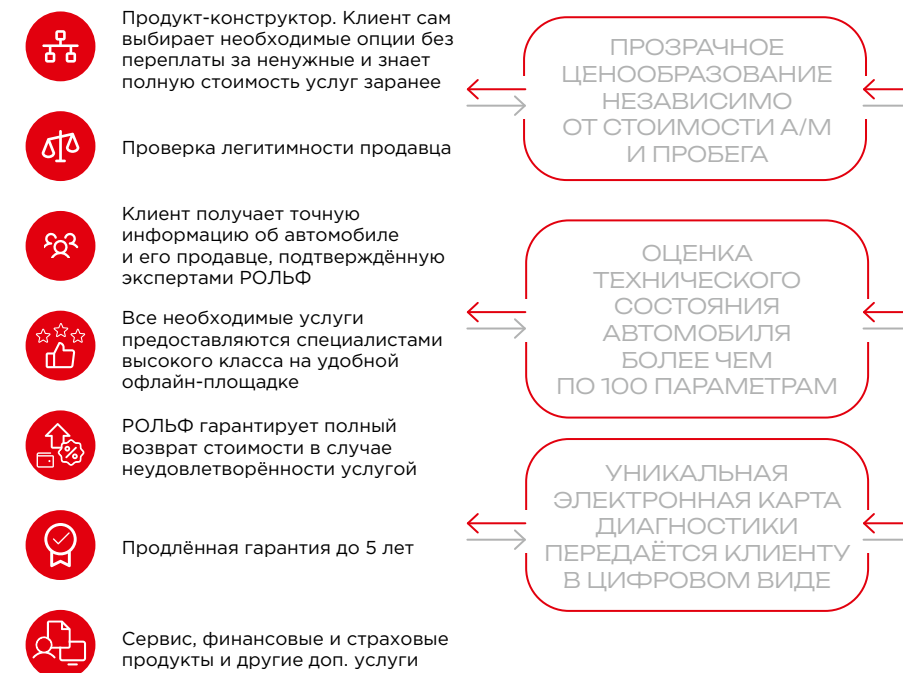 Продукт-конструктор. Клиент сам
выбирает необходимые опции без
переплаты за ненужные и знает
полную стоимость услуг заранее
Проверка легитимности продавца
Клиент получает точную
информацию об автомобиле
и его продавце, подтверждённую
экспертами РОЛЬФ
Все необходимые услуги
предоставляются специалистами
высокого класса на удобной
офлайн-площадке
РОЛЬФ гарантирует полный
возврат стоимости в случае
неудовлетворённости услугой
Продлённая гарантия до 5 лет
Сервис, финансовые и страховые
продукты и другие доп. услуги
ПРОЗРАЧНОЕ
ЦЕНООБРАЗОВАНИЕ
НЕЗАВИСИМО
ОТ СТОИМОСТИ А/М
И ПРОБЕГА
ОЦЕНКА
ТЕХНИЧЕСКОГО
СОСТОЯНИЯ
АВТОМОБИЛЯ
БОЛЕЕ ЧЕМ
ПО 100 ПАРАМЕТРАМ
УНИКАЛЬНАЯ
ЭЛЕКТРОННАЯ КАРТА
ДИАГНОСТИКИ
ПЕРЕДАЁТСЯ КЛИЕНТУ
В ЦИФРОВОМ ВИДЕ